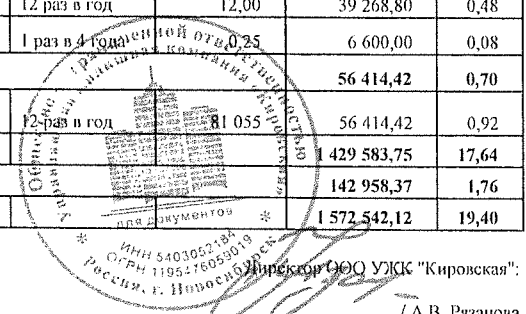 12 раз в год 12,00 39 268,80 0,48
1 раз в 4 года 0,25 6 600,00 0,08
56 414,42 0,70
12 раз в год 81 055 56 414,42 0,92
1 429 583,75 17,64
142 958,37 1,76
1 572 542,12 19,40
ответственностью
компания «Кировская»
для документов
ИНН 5403052184
ОГРН 1195476059019
Россия, г. Новосибирск
Директор ООО УЖК "Кировская":
/ А.В. Рязанова